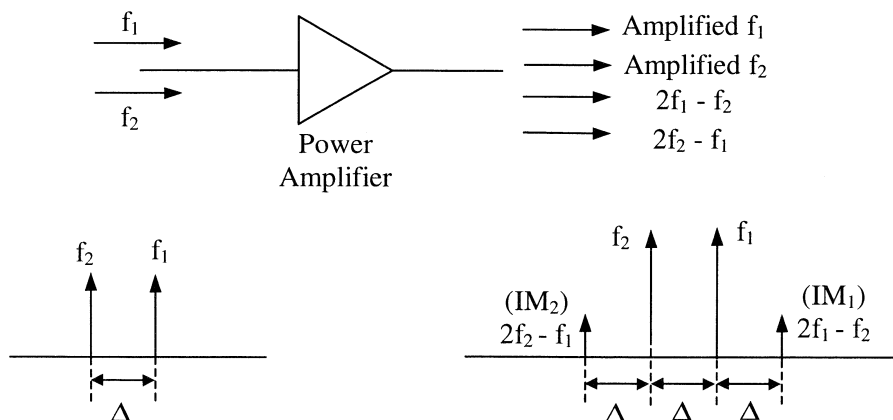 f₁
f₂
Power
Amplifier
Amplified f₁
Amplified f₂
2f₁ - f₂
2f₂ - f₁
f₂
f₁
Δ
f₂
f₁
(IM₂)
2f₂ - f₁
(IM₁)
2f₁ - f₂
Δ
Δ
Δ